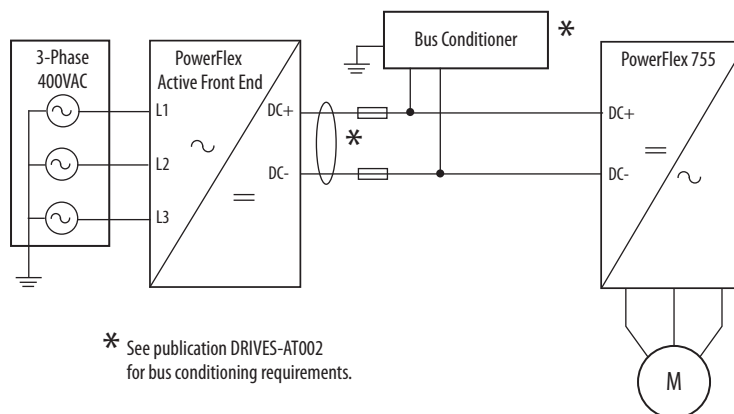 3-Phase
400VAC
PowerFlex
Active Front End
L1
L2
L3
DC+
DC-
*
Bus Conditioner
*
PowerFlex 755
DC+
DC-
M
* See publication DRIVES-AT002
for bus conditioning requirements.